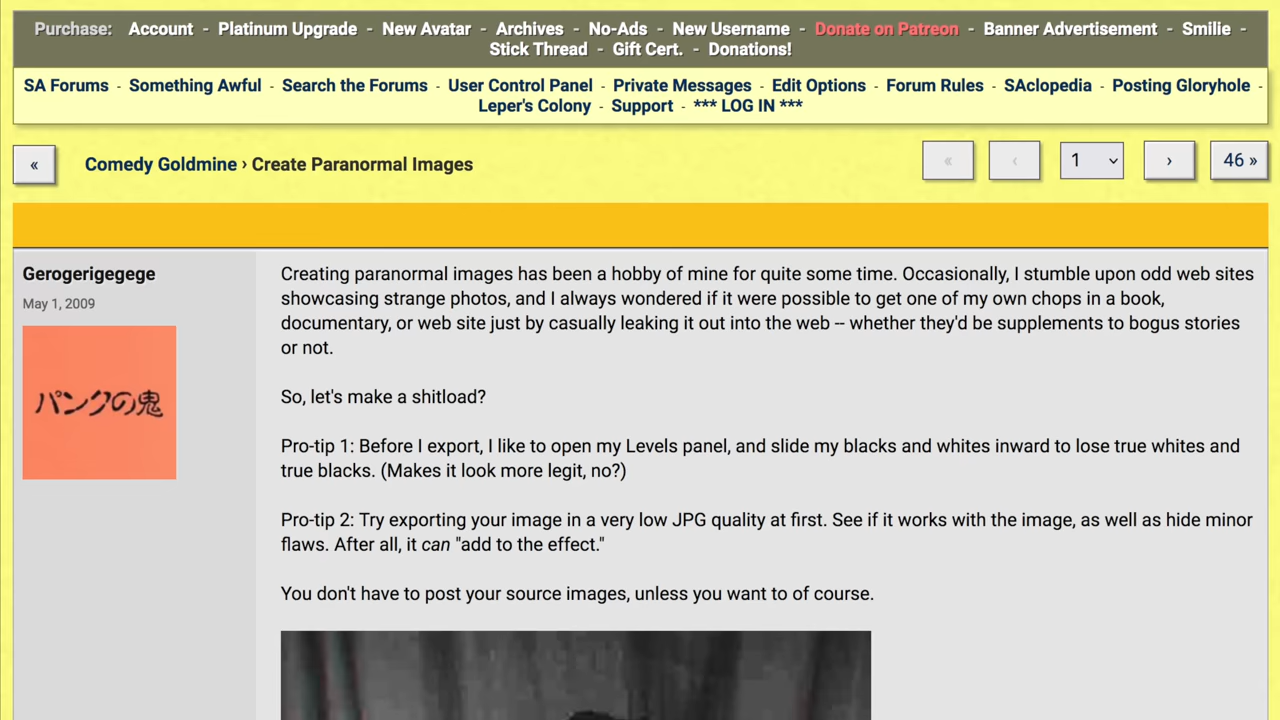 Purchase: Account - Platinum Upgrade - New Avatar - Archives - No-Ads - New Username - Donate on Patreon - Banner Advertisement - Smilie -
Stick Thread - Gift Cert. - Donations!
SA Forums - Something Awful - Search the Forums - User Control Panel - Private Messages - Edit Options - Forum Rules - SAclopedia - Posting Gloryhole -
Leper's Colony - Support - *** LOG IN ***
« Comedy Goldmine › Create Paranormal Images « ‹ 1 › 46 »
Gerogerigegege
May 1, 2009
パンクの鬼
Creating paranormal images has been a hobby of mine for quite some time. Occasionally, I stumble upon odd web sites
showcasing strange photos, and I always wondered if it were possible to get one of my own chops in a book,
documentary, or web site just by casually leaking it out into the web -- whether they'd be supplements to bogus stories
or not.
So, let's make a shitload?
Pro-tip 1: Before I export, I like to open my Levels panel, and slide my blacks and whites inward to lose true whites and
true blacks. (Makes it look more legit, no?)
Pro-tip 2: Try exporting your image in a very low JPG quality at first. See if it works with the image, as well as hide minor
flaws. After all, it can "add to the effect."
You don't have to post your source images, unless you want to of course.